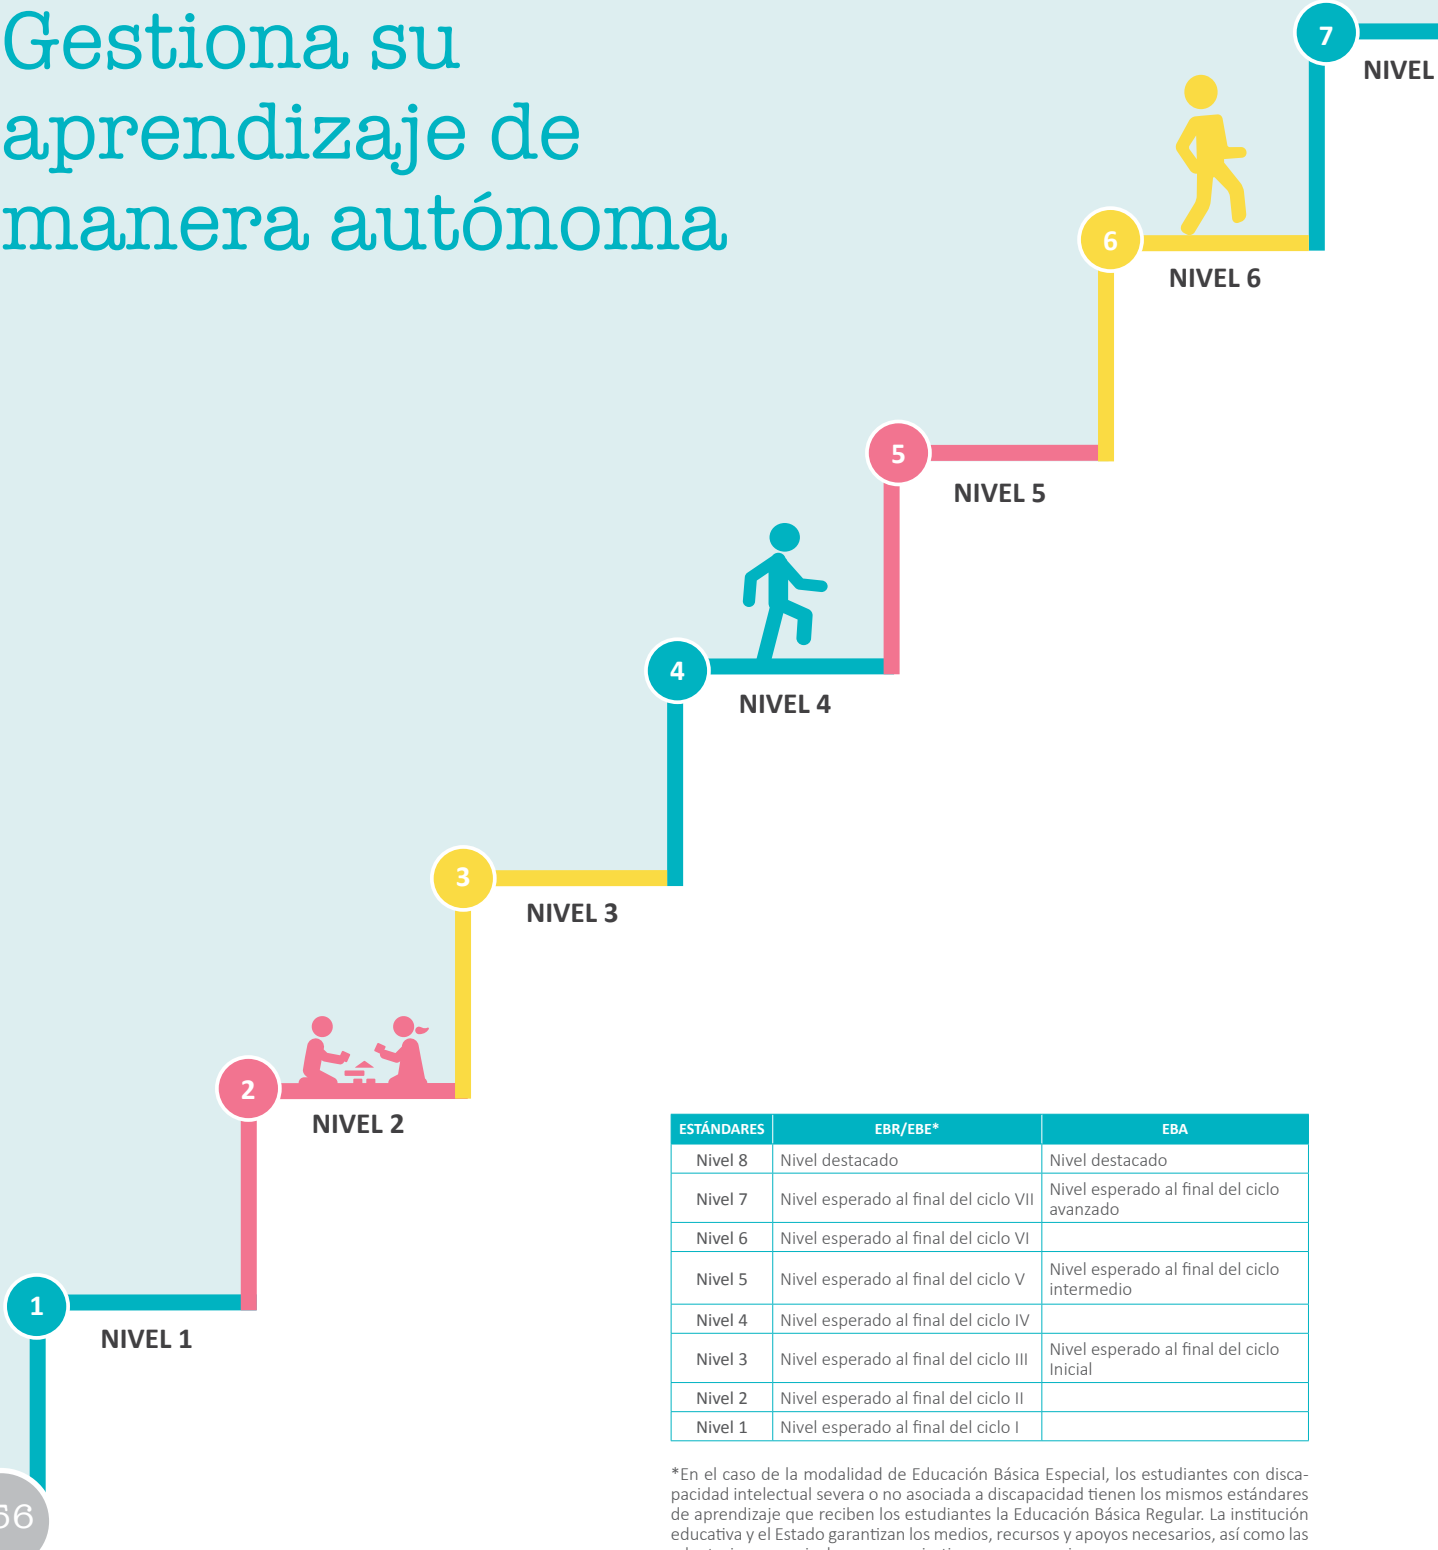 Gestiona su
aprendizaje de
manera autónoma
7
NIVEL
6
NIVEL 6
5
NIVEL 5
4
NIVEL 4
3
NIVEL 3
2
NIVEL 2
1
NIVEL 1
ESTÁNDARES EBR/EBE* EBA
Nivel 8 Nivel destacado Nivel destacado
Nivel 7 Nivel esperado al final del ciclo VII Nivel esperado al final del ciclo
avanzado
Nivel 6 Nivel esperado al final del ciclo VI
Nivel 5 Nivel esperado al final del ciclo V Nivel esperado al final del ciclo
intermedio
Nivel 4 Nivel esperado al final del ciclo IV
Nivel 3 Nivel esperado al final del ciclo III Nivel esperado al final del ciclo
Inicial
Nivel 2 Nivel esperado al final del ciclo II
Nivel 1 Nivel esperado al final del ciclo I
*En el caso de la modalidad de Educación Básica Especial, los estudiantes con disca-
pacidad intelectual severa o no asociada a discapacidad tienen los mismos estándares
de aprendizaje que reciben los estudiantes la Educación Básica Regular. La institución
educativa y el Estado garantizan los medios, recursos y apoyos necesarios, así como las